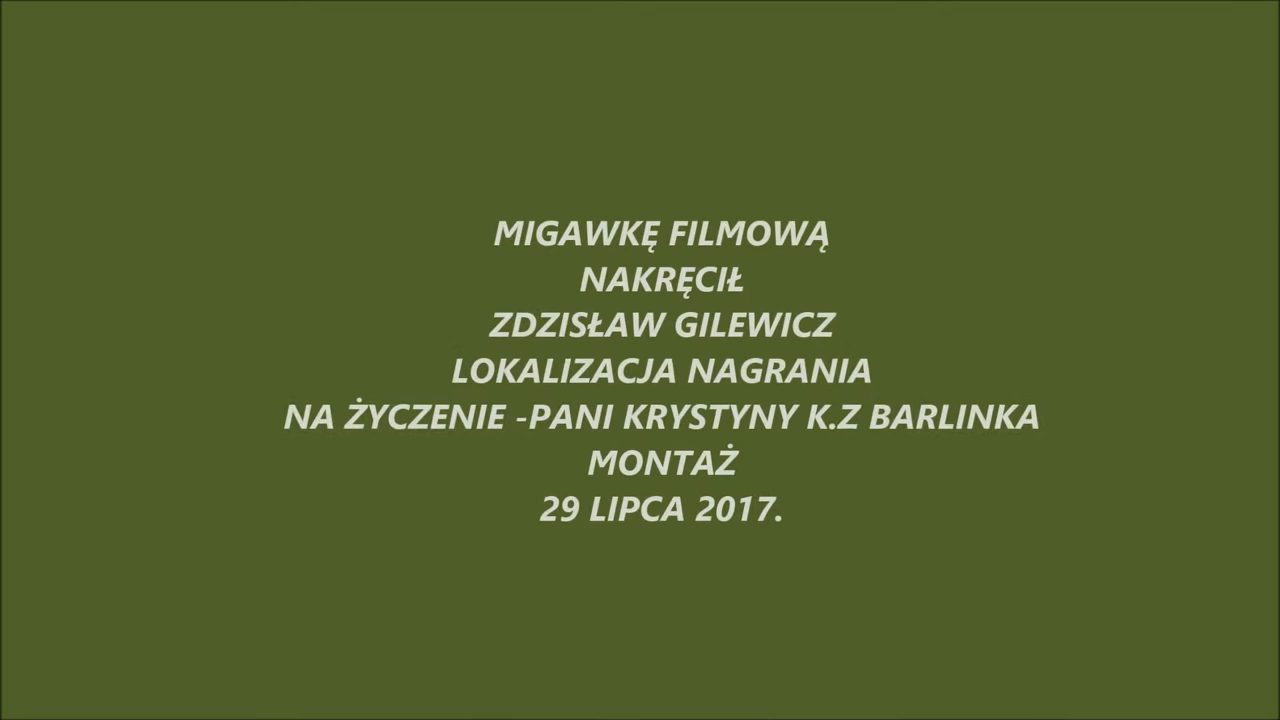 MIGAWKĘ FILMOWĄ
NAKRĘCIŁ
ZDZISŁAW GILEWICZ
LOKALIZACJA NAGRANIA
NA ŻYCZENIE -PANI KRYSTYNY K.Z BARLINKA
MONTAŻ
29 LIPCA 2017.